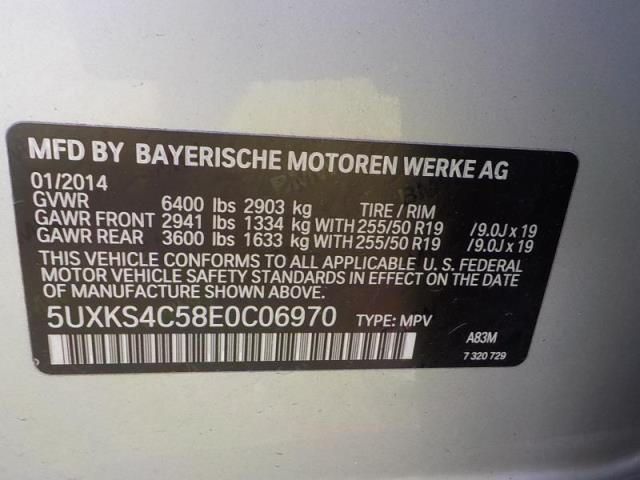 MFD BY BAYERISCHE MOTOREN WERKE AG
01/2014
GVWR 6400 lbs 2903 kg TIRE / RIM
GAWR FRONT 2941 lbs 1334 kg WITH 255/50 R19 /9.0J x 19
GAWR REAR 3600 lbs 1633 kg WITH 255/50 R19 /9.0J x 19
THIS VEHICLE CONFORMS TO ALL APPLICABLE U. S. FEDERAL
MOTOR VEHICLE SAFETY STANDARDS IN EFFECT ON THE DATE
OF MANUFACTURE SHOWN ABOVE.
5UXKS4C58E0C06970 TYPE: MPV
A83M
7 320 729